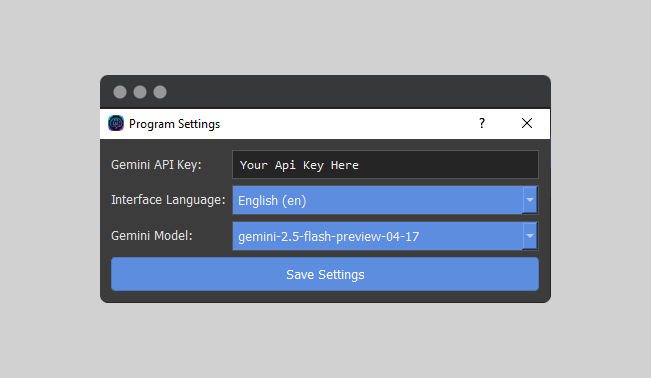 Program Settings
?
Gemini API Key: Your Api Key Here
Interface Language: English (en)
Gemini Model: gemini-2.5-flash-preview-04-17
Save Settings